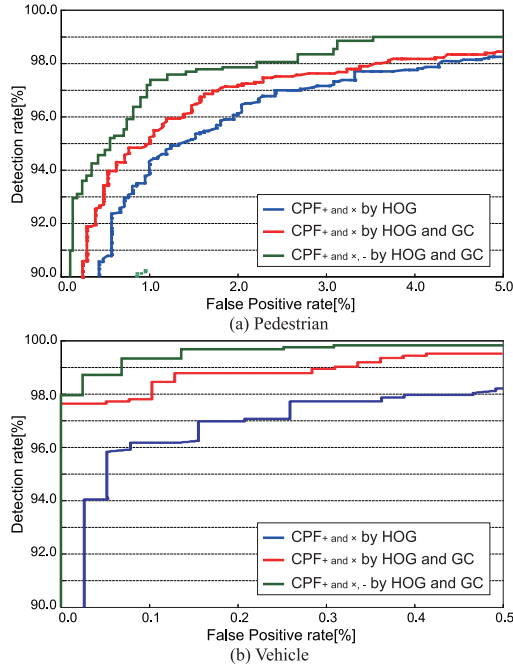 100.0
98.0
96.0
94.0
92.0
90.0
Detection rate[%]
CPF+ and × by HOG
CPF+ and × by HOG and GC
CPF+ and ×, - by HOG and GC
0.0 1.0 2.0 3.0 4.0 5.0
False Positive rate[%]
(a) Pedestrian
100.0
98.0
96.0
94.0
92.0
90.0
Detection rate[%]
CPF+ and × by HOG
CPF+ and × by HOG and GC
CPF+ and ×, - by HOG and GC
0.0 0.1 0.2 0.3 0.4 0.5
False Positive rate[%]
(b) Vehicle